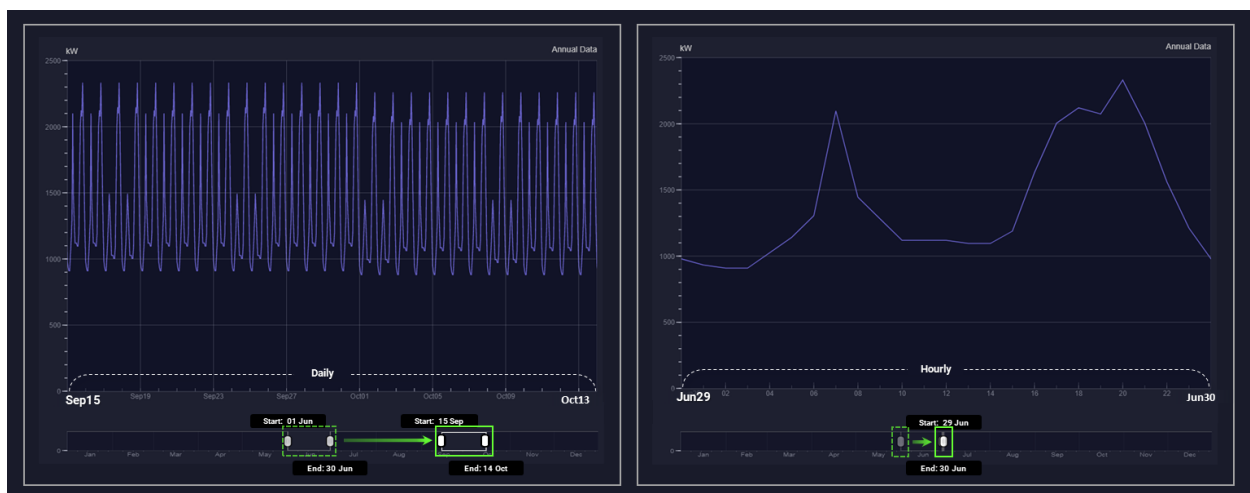 kW
Annual Data
2500
2000
1500
1000
500
0
Daily
Sep15
Sep19
Sep23
Sep27
Oct01
Oct05
Oct09
Oct13
Start: 01 Jun
Start: 15 Sep
0
Jan
Feb
Mar
Apr
May
Jun
Jul
Aug
Sep
Oct
Nov
Dec
End: 30 Jun
End: 14 Oct
kW
Annual Data
2500
2000
1500
1000
500
0
Hourly
Jun29
02
04
06
08
10
12
14
16
18
20
22
Jun30
Start: 29 Jun
0
Jan
Feb
Mar
Apr
May
Jun
Jul
Aug
Sep
Oct
Nov
Dec
End: 30 Jun